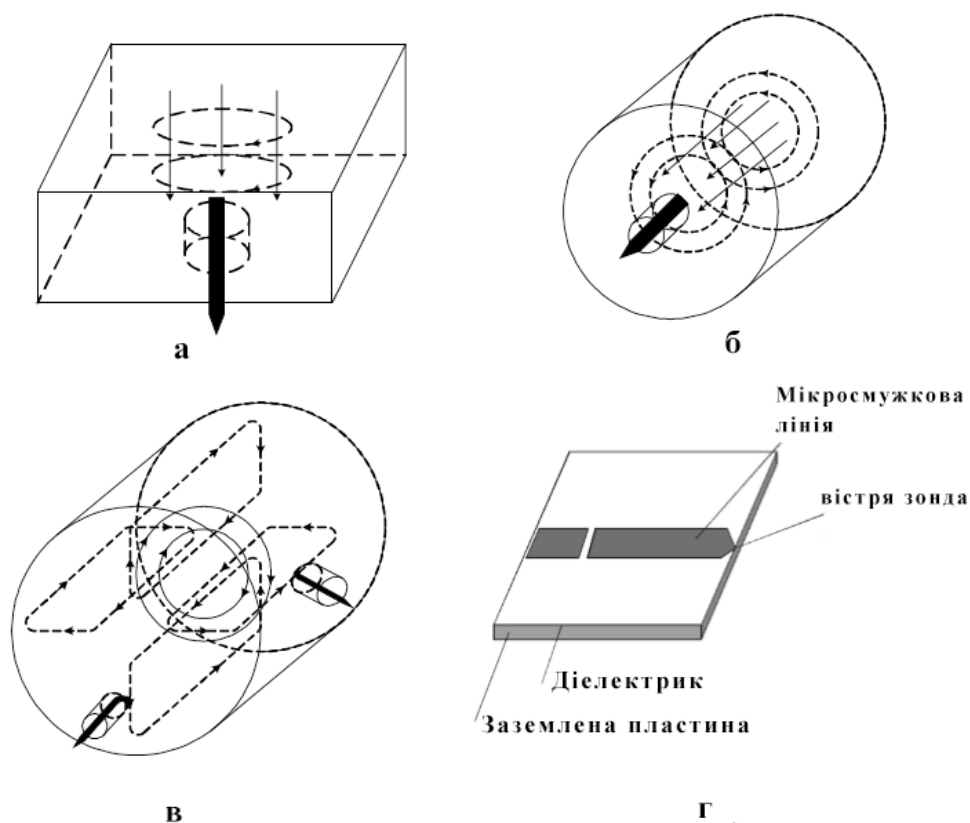 а
б
Мікросмужкова
лінія
вістря зонда
Діелектрик
Заземлена пластина
в
г